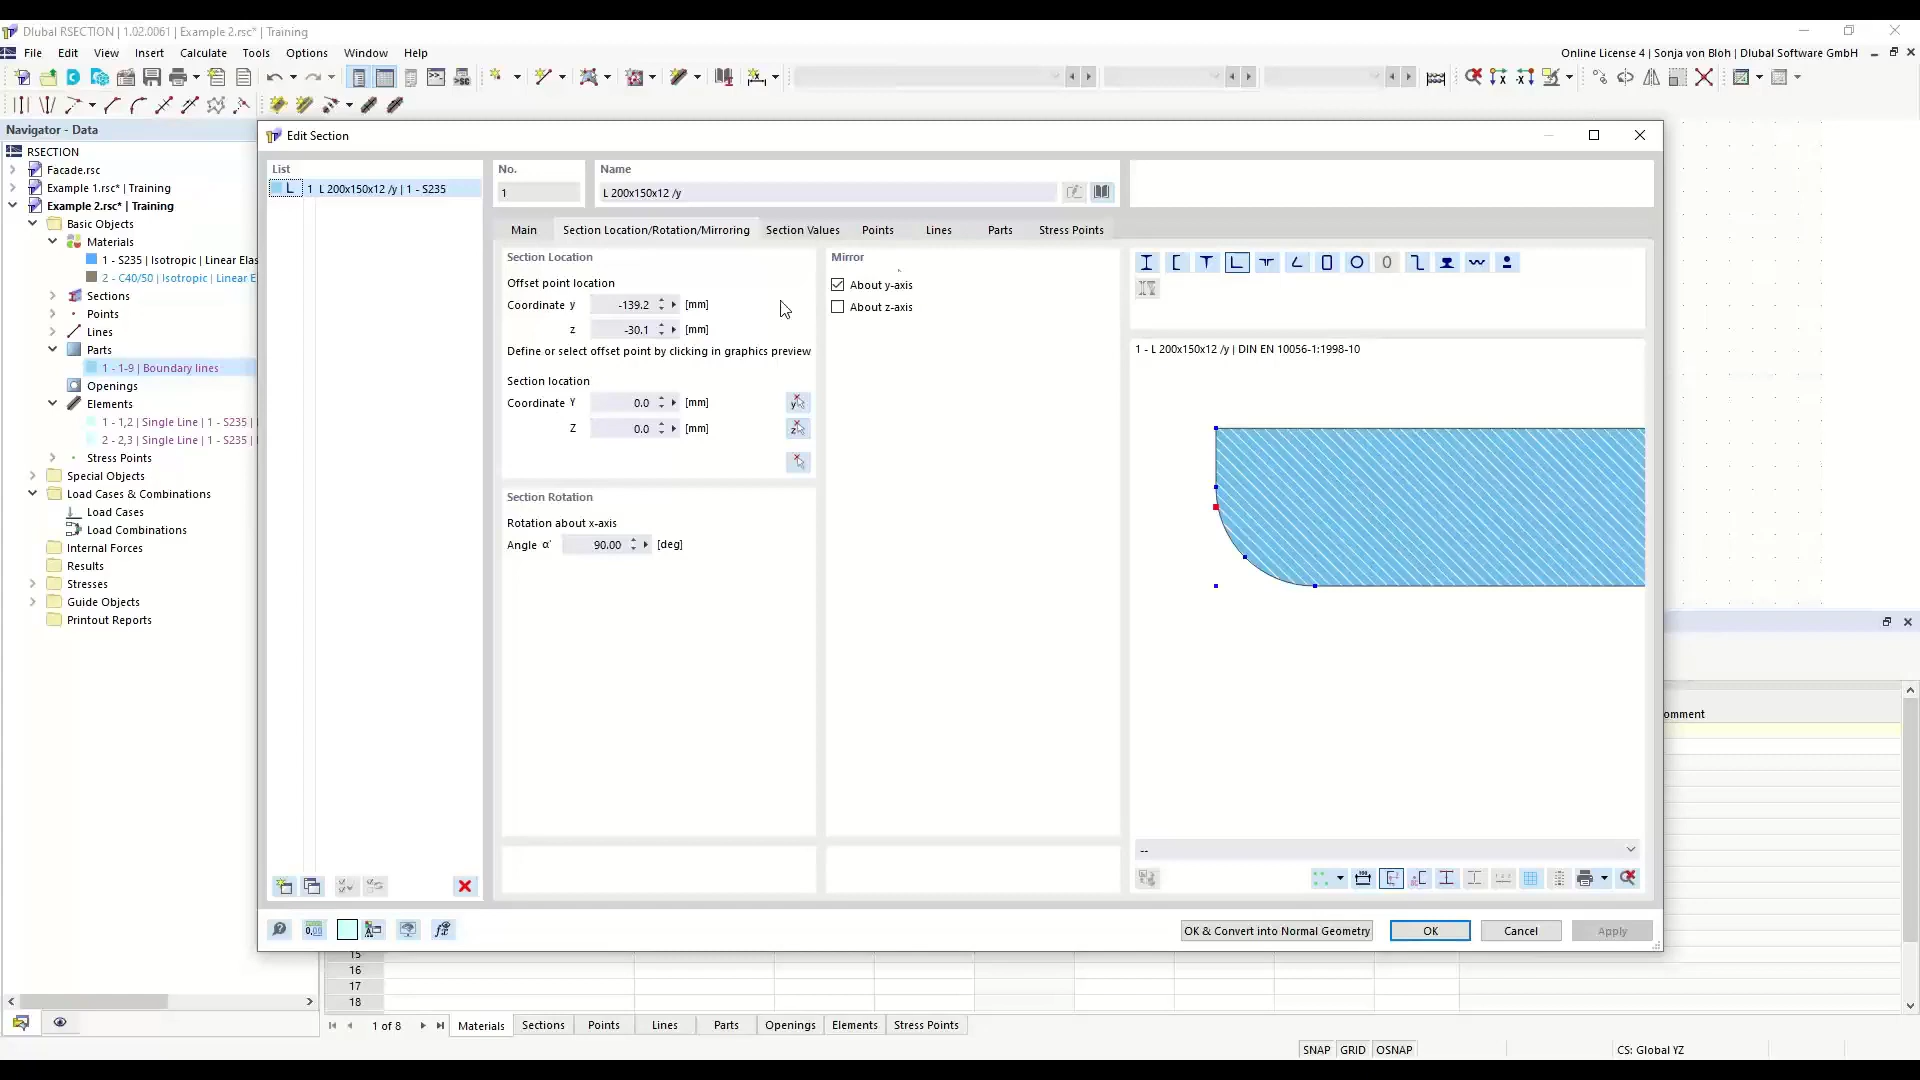 Dlubal RSECTION | 1.02.0061 | Example 2.rsc* | Training
File Edit View Insert Calculate Tools Options Window Help
Online License 4 | Sonja von Bloh | Dlubal Software GmbH
Navigator - Data
RSECTION
Facade.rsc
Example 1.rsc* | Training
Example 2.rsc* | Training
Basic Objects
Materials
1 - S235 | Isotropic | Linear Elas
2 - C40/50 | Isotropic | Linear E
Sections
Points
Lines
Parts
1 - 1-9 | Boundary lines
Openings
Elements
1 - 1,2 | Single Line | 1 - S235 |
2 - 2,3 | Single Line | 1 - S235 |
Stress Points
Special Objects
Load Cases & Combinations
Load Cases
Load Combinations
Internal Forces
Results
Stresses
Guide Objects
Printout Reports
Edit Section
List
1 L 200x150x12 /y | 1 - S235
No.
1
Name
L 200x150x12 /y
Main Section Location/Rotation/Mirroring Section Values Points Lines Parts Stress Points
Section Location
Offset point location
Coordinate y -139.2 [mm]
z -30.1 [mm]
Define or select offset point by clicking in graphics preview
Section location
Coordinate Y 0.0 [mm]
Z 0.0 [mm]
Section Rotation
Rotation about x-axis
Angle α' 90.00 [deg]
Mirror
About y-axis
About z-axis
1 - L 200x150x12 /y | DIN EN 10056-1:1998-10
--
OK & Convert into Normal Geometry OK Cancel Apply
omment
15
16
17
18
1 of 8 Materials Sections Points Lines Parts Openings Elements Stress Points
SNAP GRID OSNAP CS: Global YZ